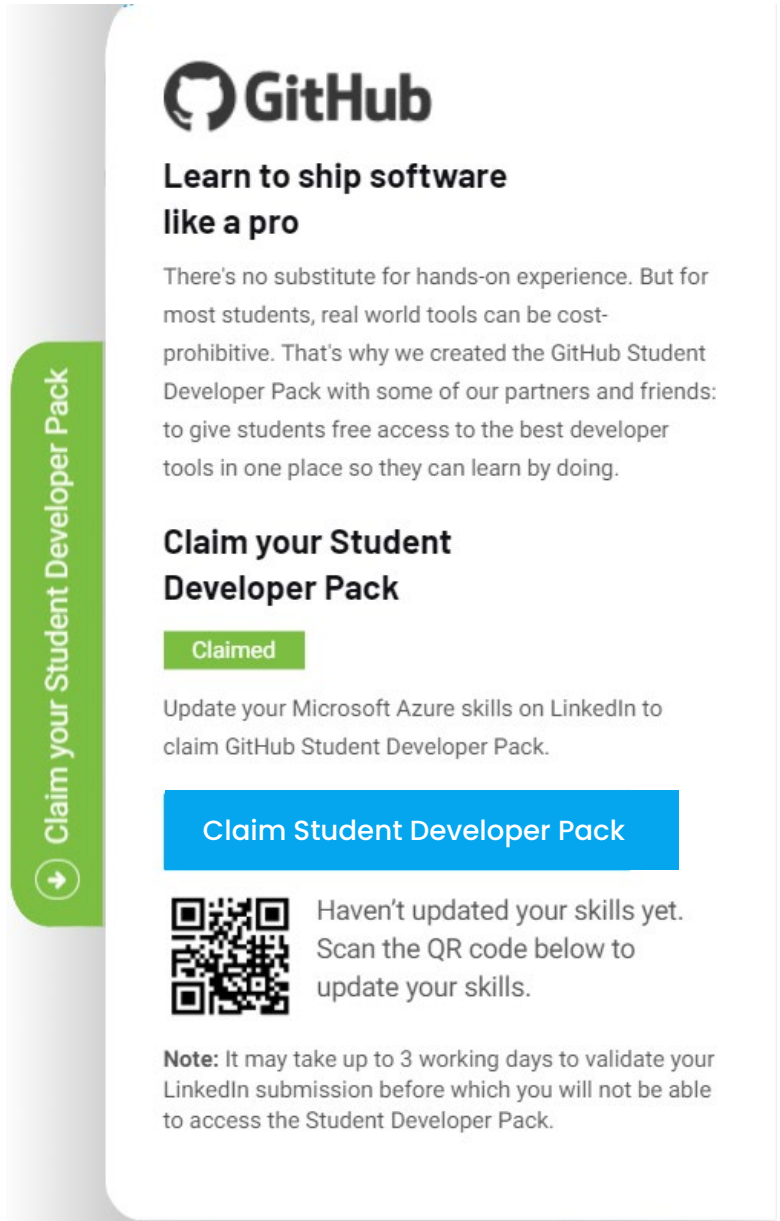 GitHub
Learn to ship software
like a pro
There's no substitute for hands-on experience. But for
most students, real world tools can be cost-
prohibitive. That's why we created the GitHub Student
Developer Pack with some of our partners and friends:
to give students free access to the best developer
tools in one place so they can learn by doing.
Claim your Student Developer Pack
Claim your Student
Developer Pack
Claimed
Update your Microsoft Azure skills on LinkedIn to
claim GitHub Student Developer Pack.
Claim Student Developer Pack
Haven’t updated your skills yet.
Scan the QR code below to
update your skills.
Note: It may take up to 3 working days to validate your
LinkedIn submission before which you will not be able
to access the Student Developer Pack.